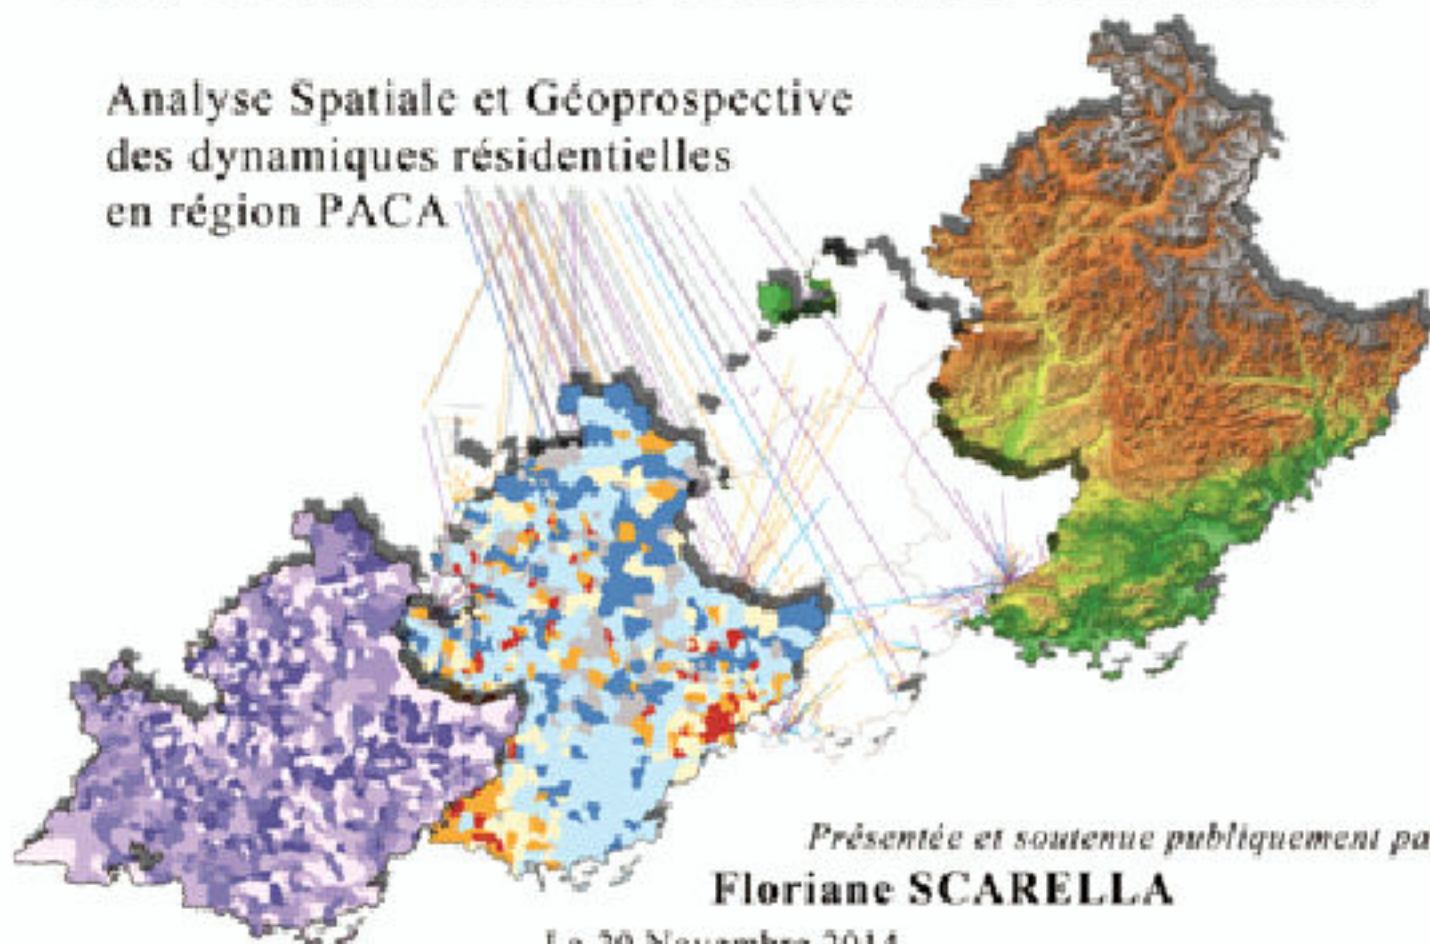 Analyse Spatiale et Géoprospective
des dynamiques résidentielles
en région PACA
Présentée et soutenue publiquement pa
Floriane SCARELLA
Le 20 Novembre 2014